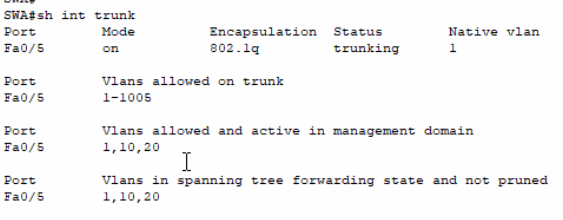 SWA#sh int trunk
Port Mode Encapsulation Status Native vlan
Fa0/5 on 802.1q trunking 1
Port Vlans allowed on trunk
Fa0/5 1-1005
Port Vlans allowed and active in management domain
Fa0/5 1,10,20
Port Vlans in spanning tree forwarding state and not pruned
Fa0/5 1,10,20